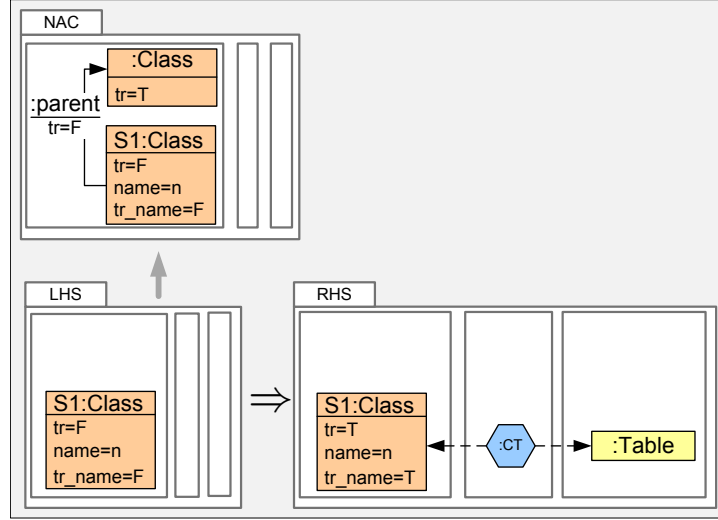 NAC
:Class
tr=T
:parent
tr=F
S1:Class
tr=F
name=n
tr_name=F
LHS
S1:Class
tr=F
name=n
tr_name=F
RHS
S1:Class
tr=T
name=n
tr_name=T
:CT
:Table